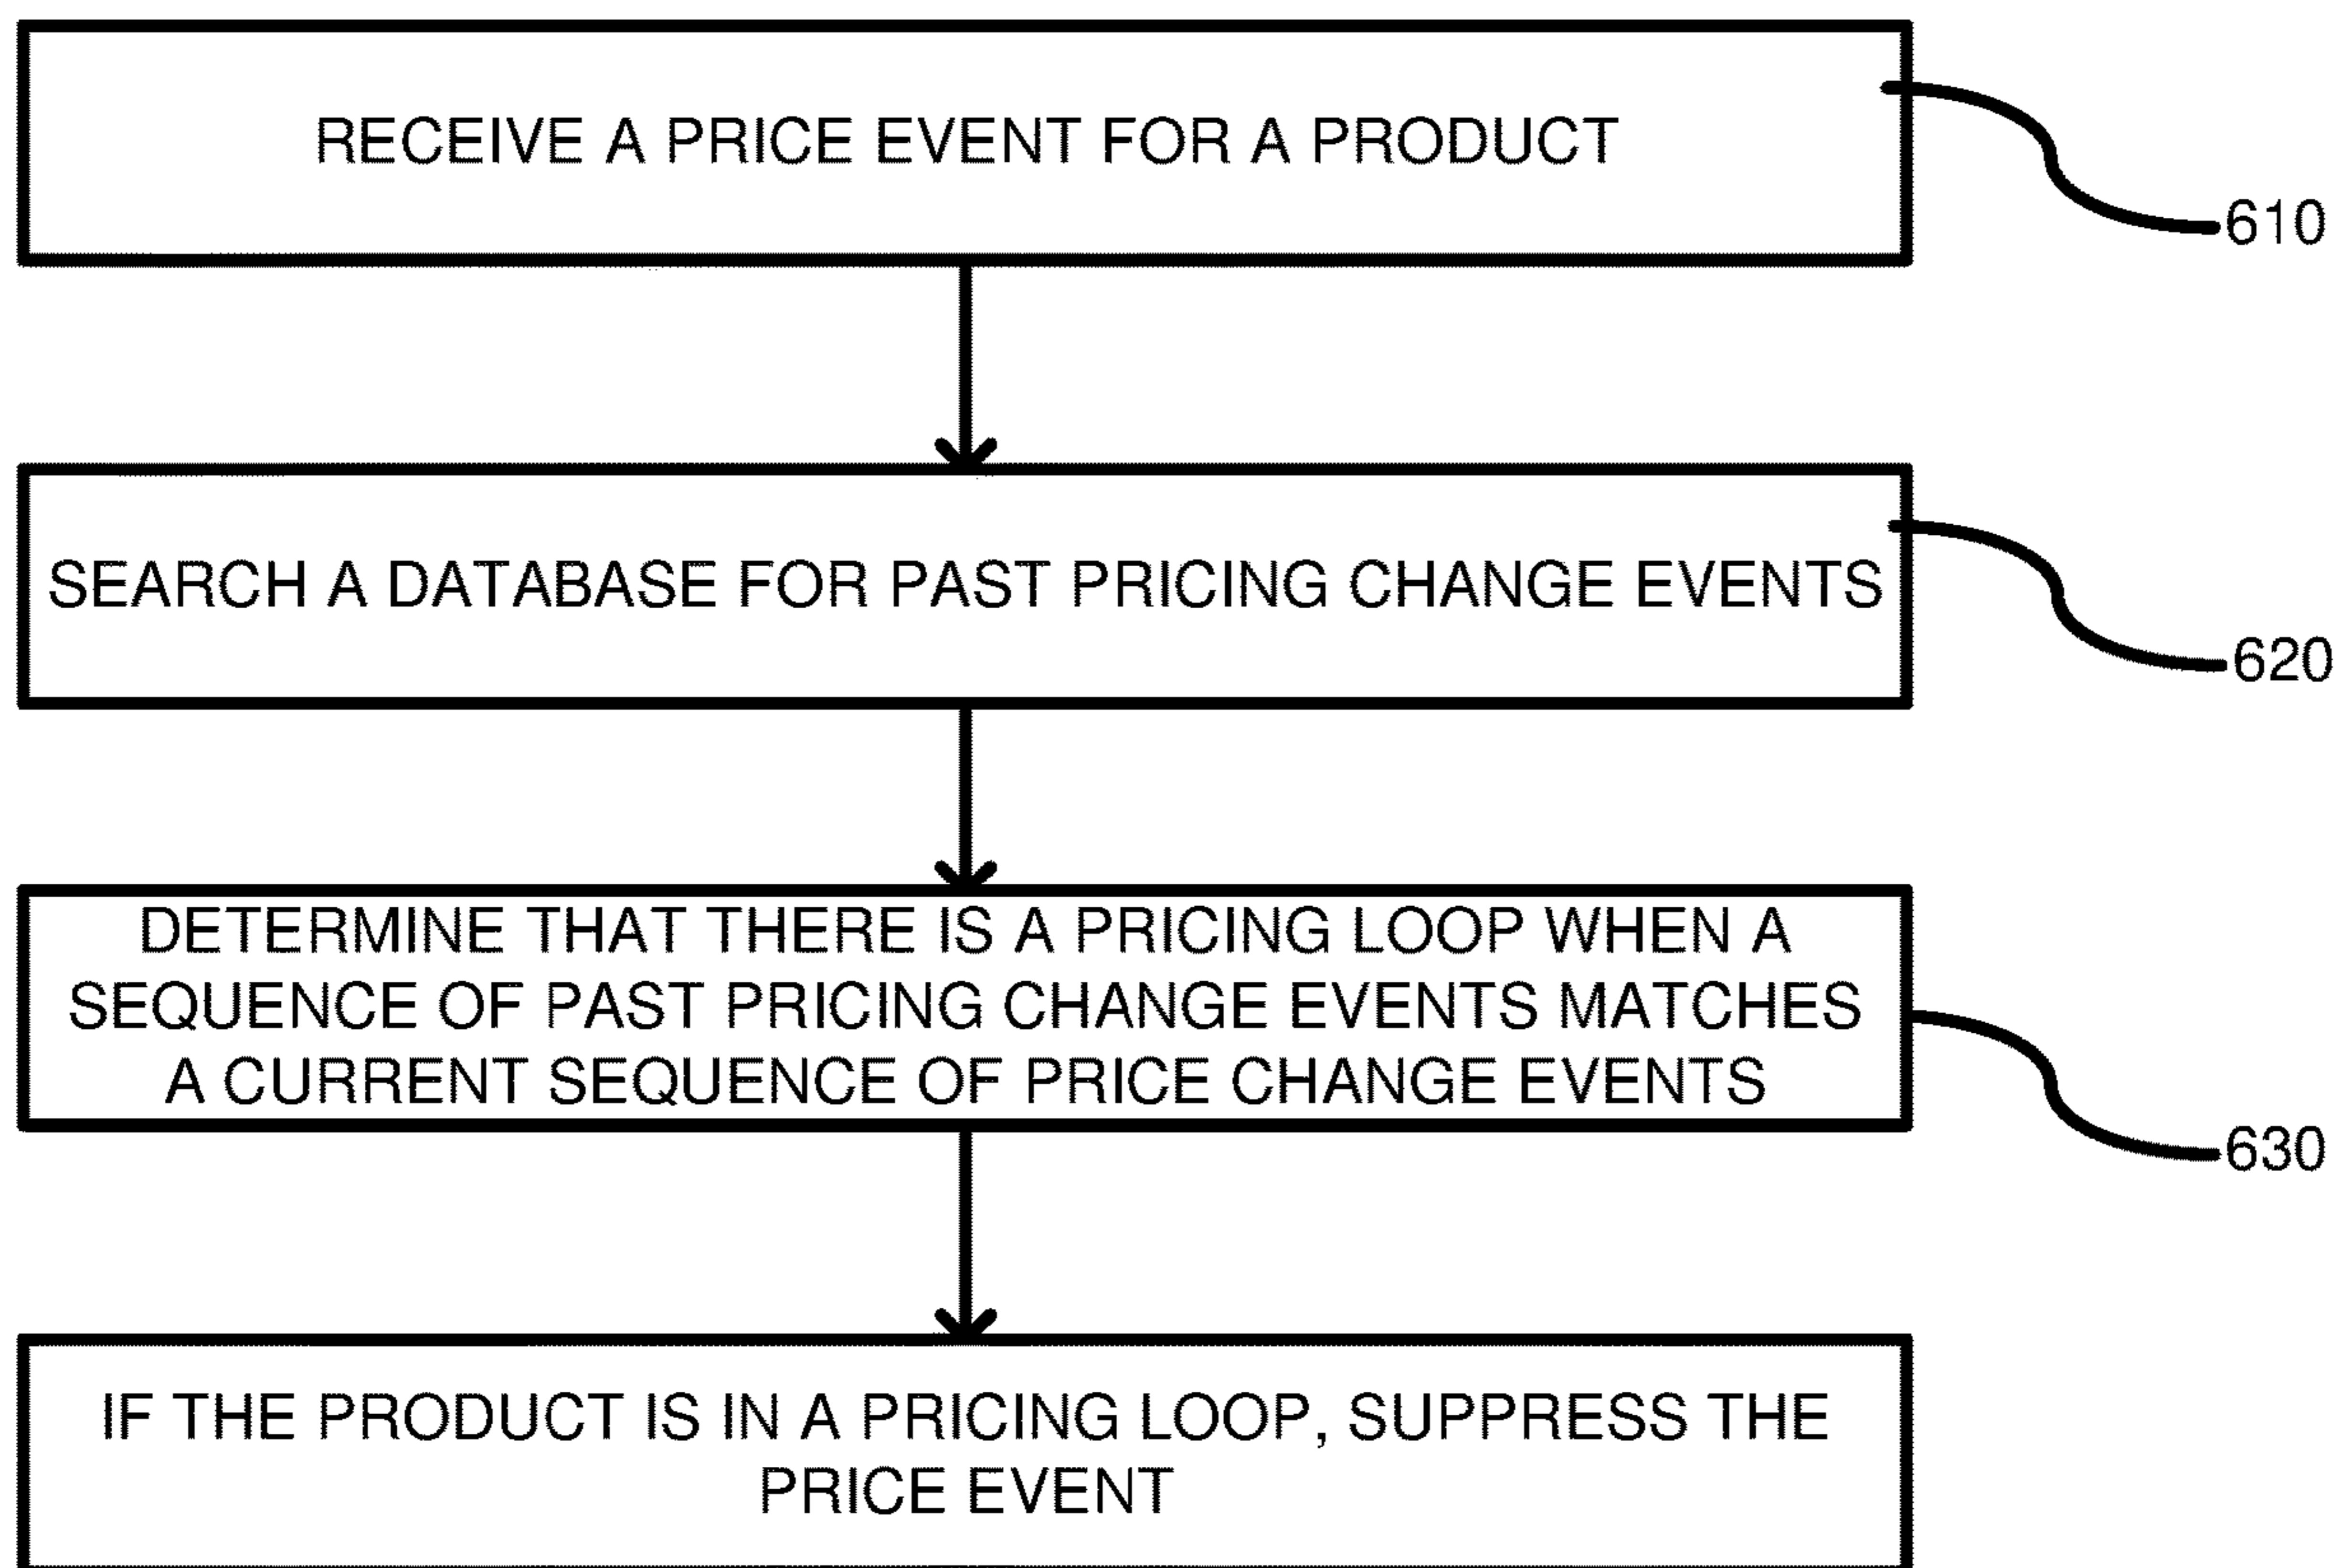 RECEIVE A PRICE EVENT FOR A PRODUCT
610
SEARCH A DATABASE FOR PAST PRICING CHANGE EVENTS
620
DETERMINE THAT THERE IS A PRICING LOOP WHEN A
SEQUENCE OF PAST PRICING CHANGE EVENTS MATCHES
A CURRENT SEQUENCE OF PRICE CHANGE EVENTS
630
IF THE PRODUCT IS IN A PRICING LOOP, SUPPRESS THE
PRICE EVENT